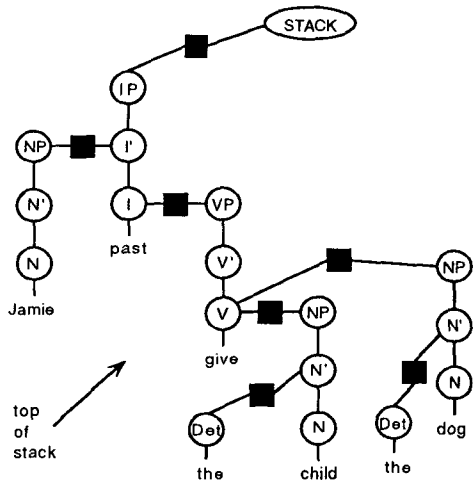 STACK
IP
NP I'
N' I VP
past
N V' NP
Jamie
V NP N'
give
top
of
stack
N' N
dog
Det N Det
the child the